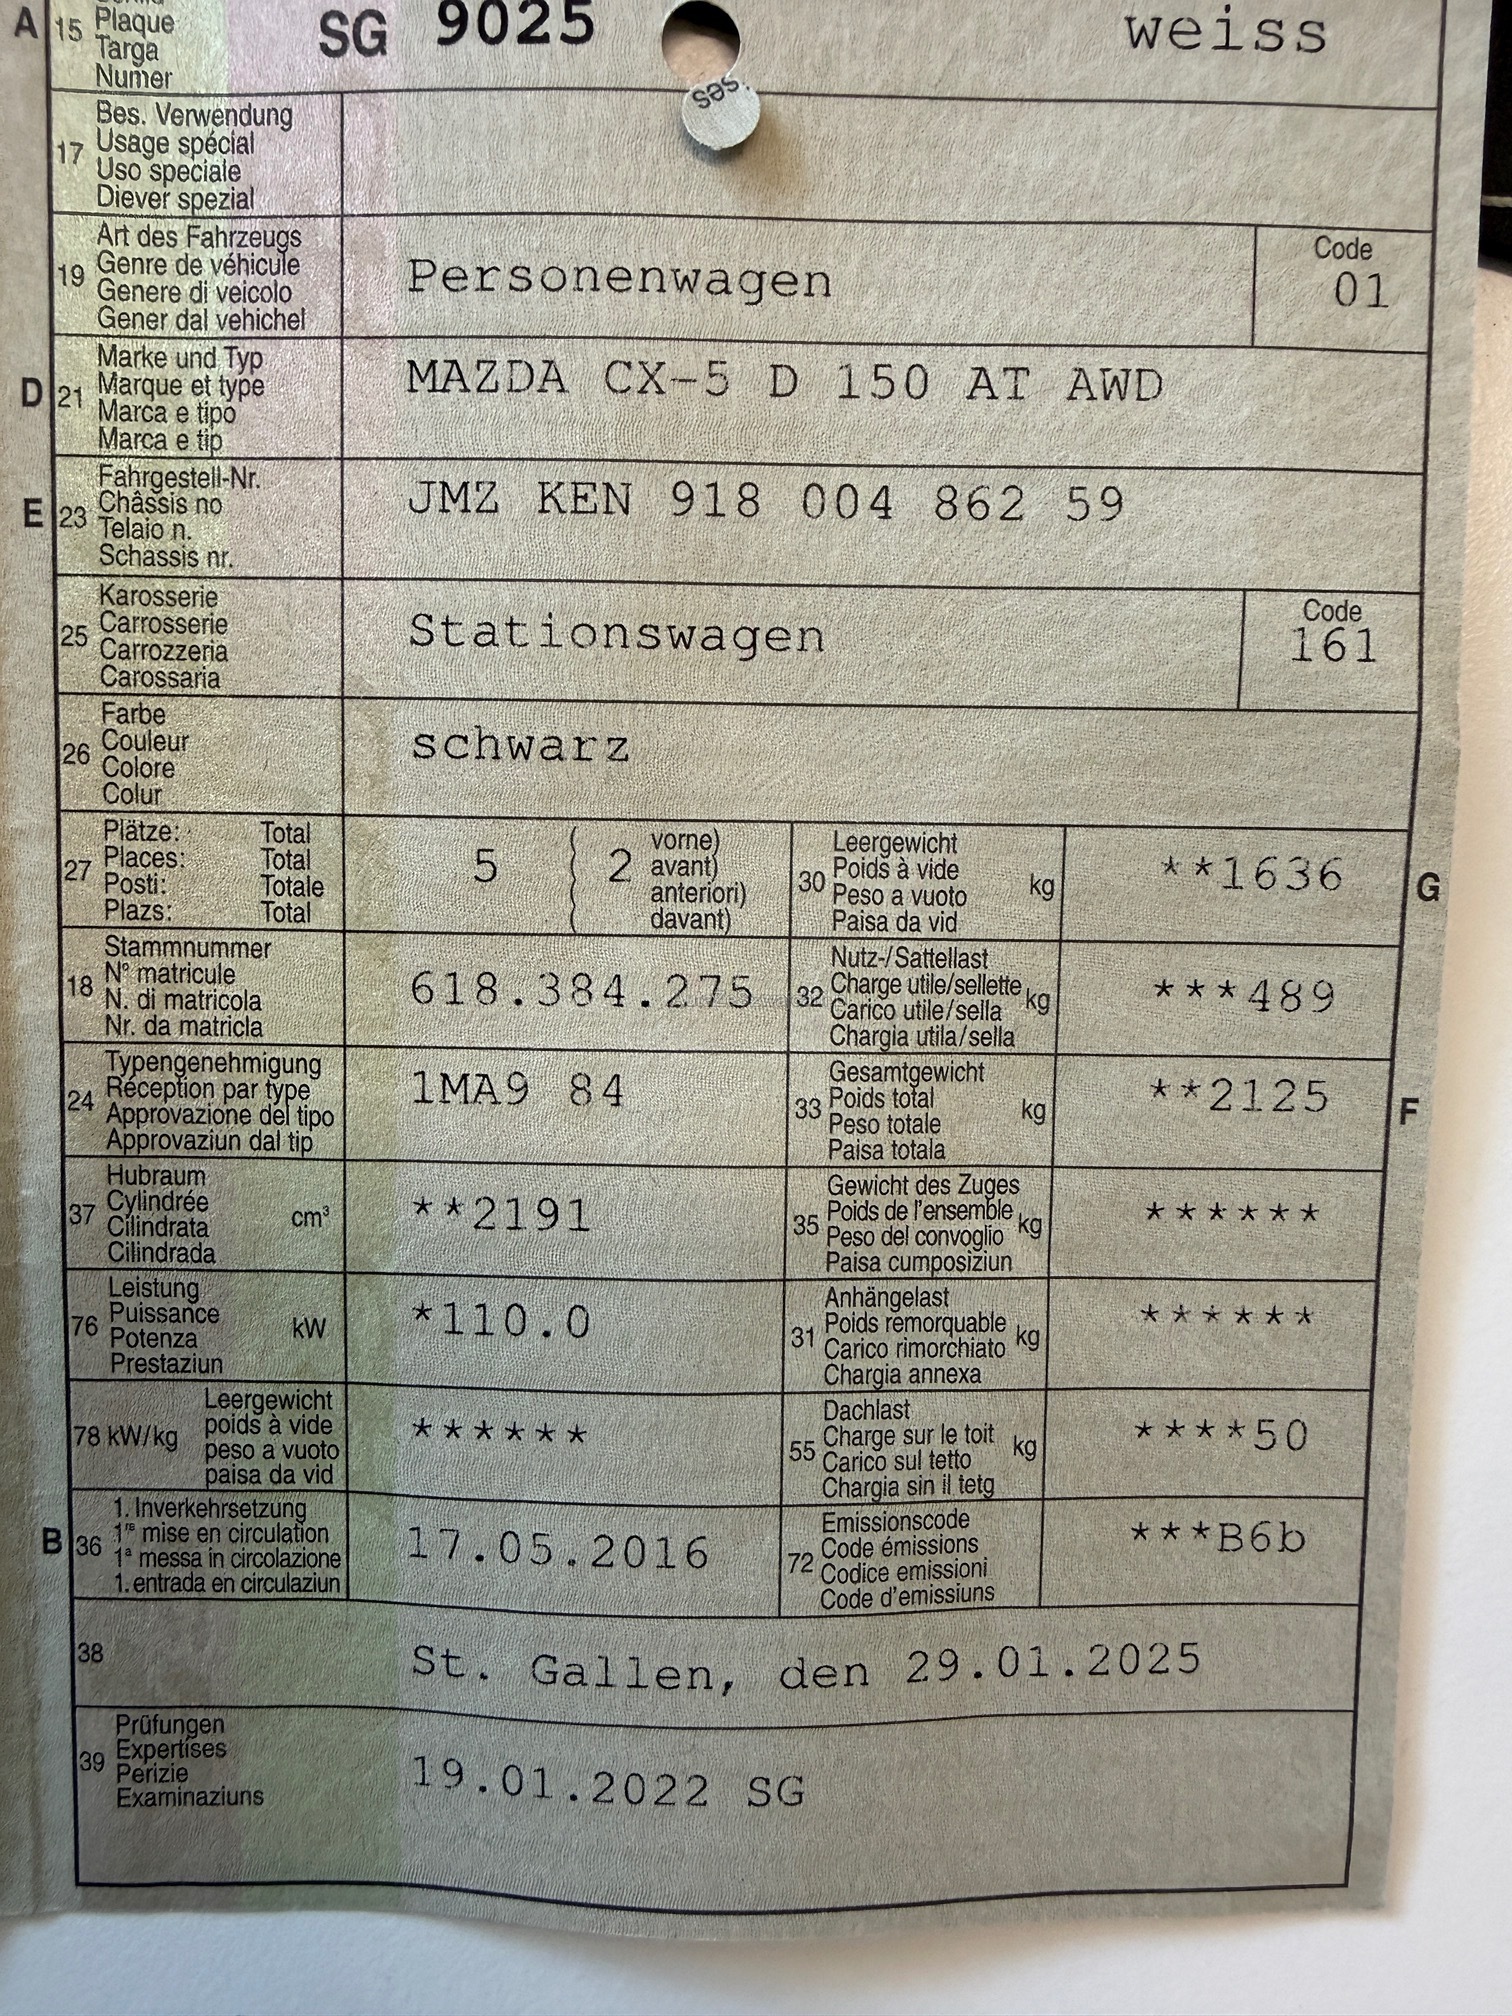 A 15 Plaque SG 9025 weiss
Targa
Numer
17 Bes. Verwendung
Usage spécial
Uso speciale
Diever spezial
19 Art des Fahrzeugs
Genre de véhicule
Genere di veicolo
Gener dal vehichel
Personenwagen
Code
01
D 21 Marke und Typ
Marque et type
Marca e tipo
Marca e tip
MAZDA CX-5 D 150 AT AWD
E 23 Fahrgestell-Nr.
Châssis no
Telaio n.
Schassis nr.
JMZ KEN 918 004 862 59
25 Karosserie
Carrosserie
Carrozzeria
Carossaria
Stationswagen
Code
161
26 Farbe
Couleur
Colore
Colur
schwarz
27 Plätze: Total
Places: Total
Posti: Totale
Plazs: Total
5 ( 2 vorne)
avant)
anteriori)
davant)
30 Leergewicht
Poids à vide
Peso a vuoto
Paisa da vid
kg
**1636 G
18 Stammnummer
N° matricule
N. di matricola
Nr. da matricla
618.384.275
32 Nutz-/Sattellast
Charge utile/sellette
Carico utile/sella
Chargia utila/sella
kg
***489
24 Typengenehmigung
Réception par type
Approvazione del tipo
Approvaziun dal tip
1MA9 84
33 Gesamtgewicht
Poids total
Peso totale
Paisa totala
kg
**2125 F
37 Hubraum
Cylindrée
Cilindrata
Cilindrada
cm³
**2191
35 Gewicht des Zuges
Poids de l'ensemble
Peso del convoglio
Paisa cumposiziun
kg
******
76 Leistung
Puissance
Potenza
Prestaziun
kW
*110.0
31 Anhängelast
Poids remorquable
Carico rimorchiato
Chargia annexa
kg
******
78 kW/kg Leergewicht
poids à vide
peso a vuoto
paisa da vid
******
55 Dachlast
Charge sur le toit
Carico sul tetto
Chargia sin il tetg
kg
****50
B 36 1. Inverkehrsetzung
1re mise en circulation
1a messa in circolazione
1. entrada en circulaziun
17.05.2016
72 Emissionscode
Code émissions
Codice emissioni
Code d'emissiuns
***B6b
38 St. Gallen, den 29.01.2025
39 Prüfungen
Expertises
Perizie
Examinaziuns
19.01.2022 SG